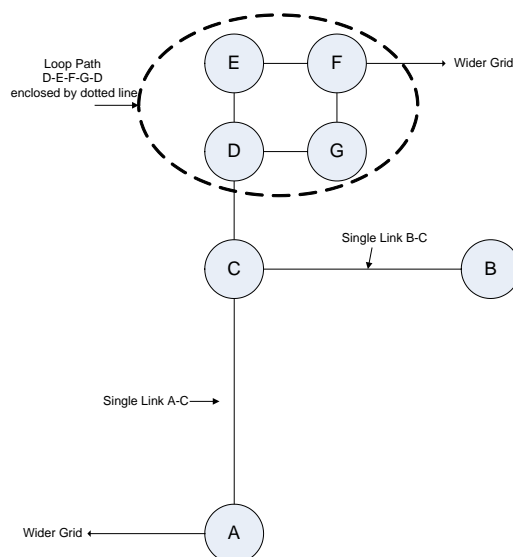 Loop Path
D-E-F-G-D
enclosed by dotted line
E
F
Wider Grid
D
G
Single Link B-C
C
B
Single Link A-C
Wider Grid
A